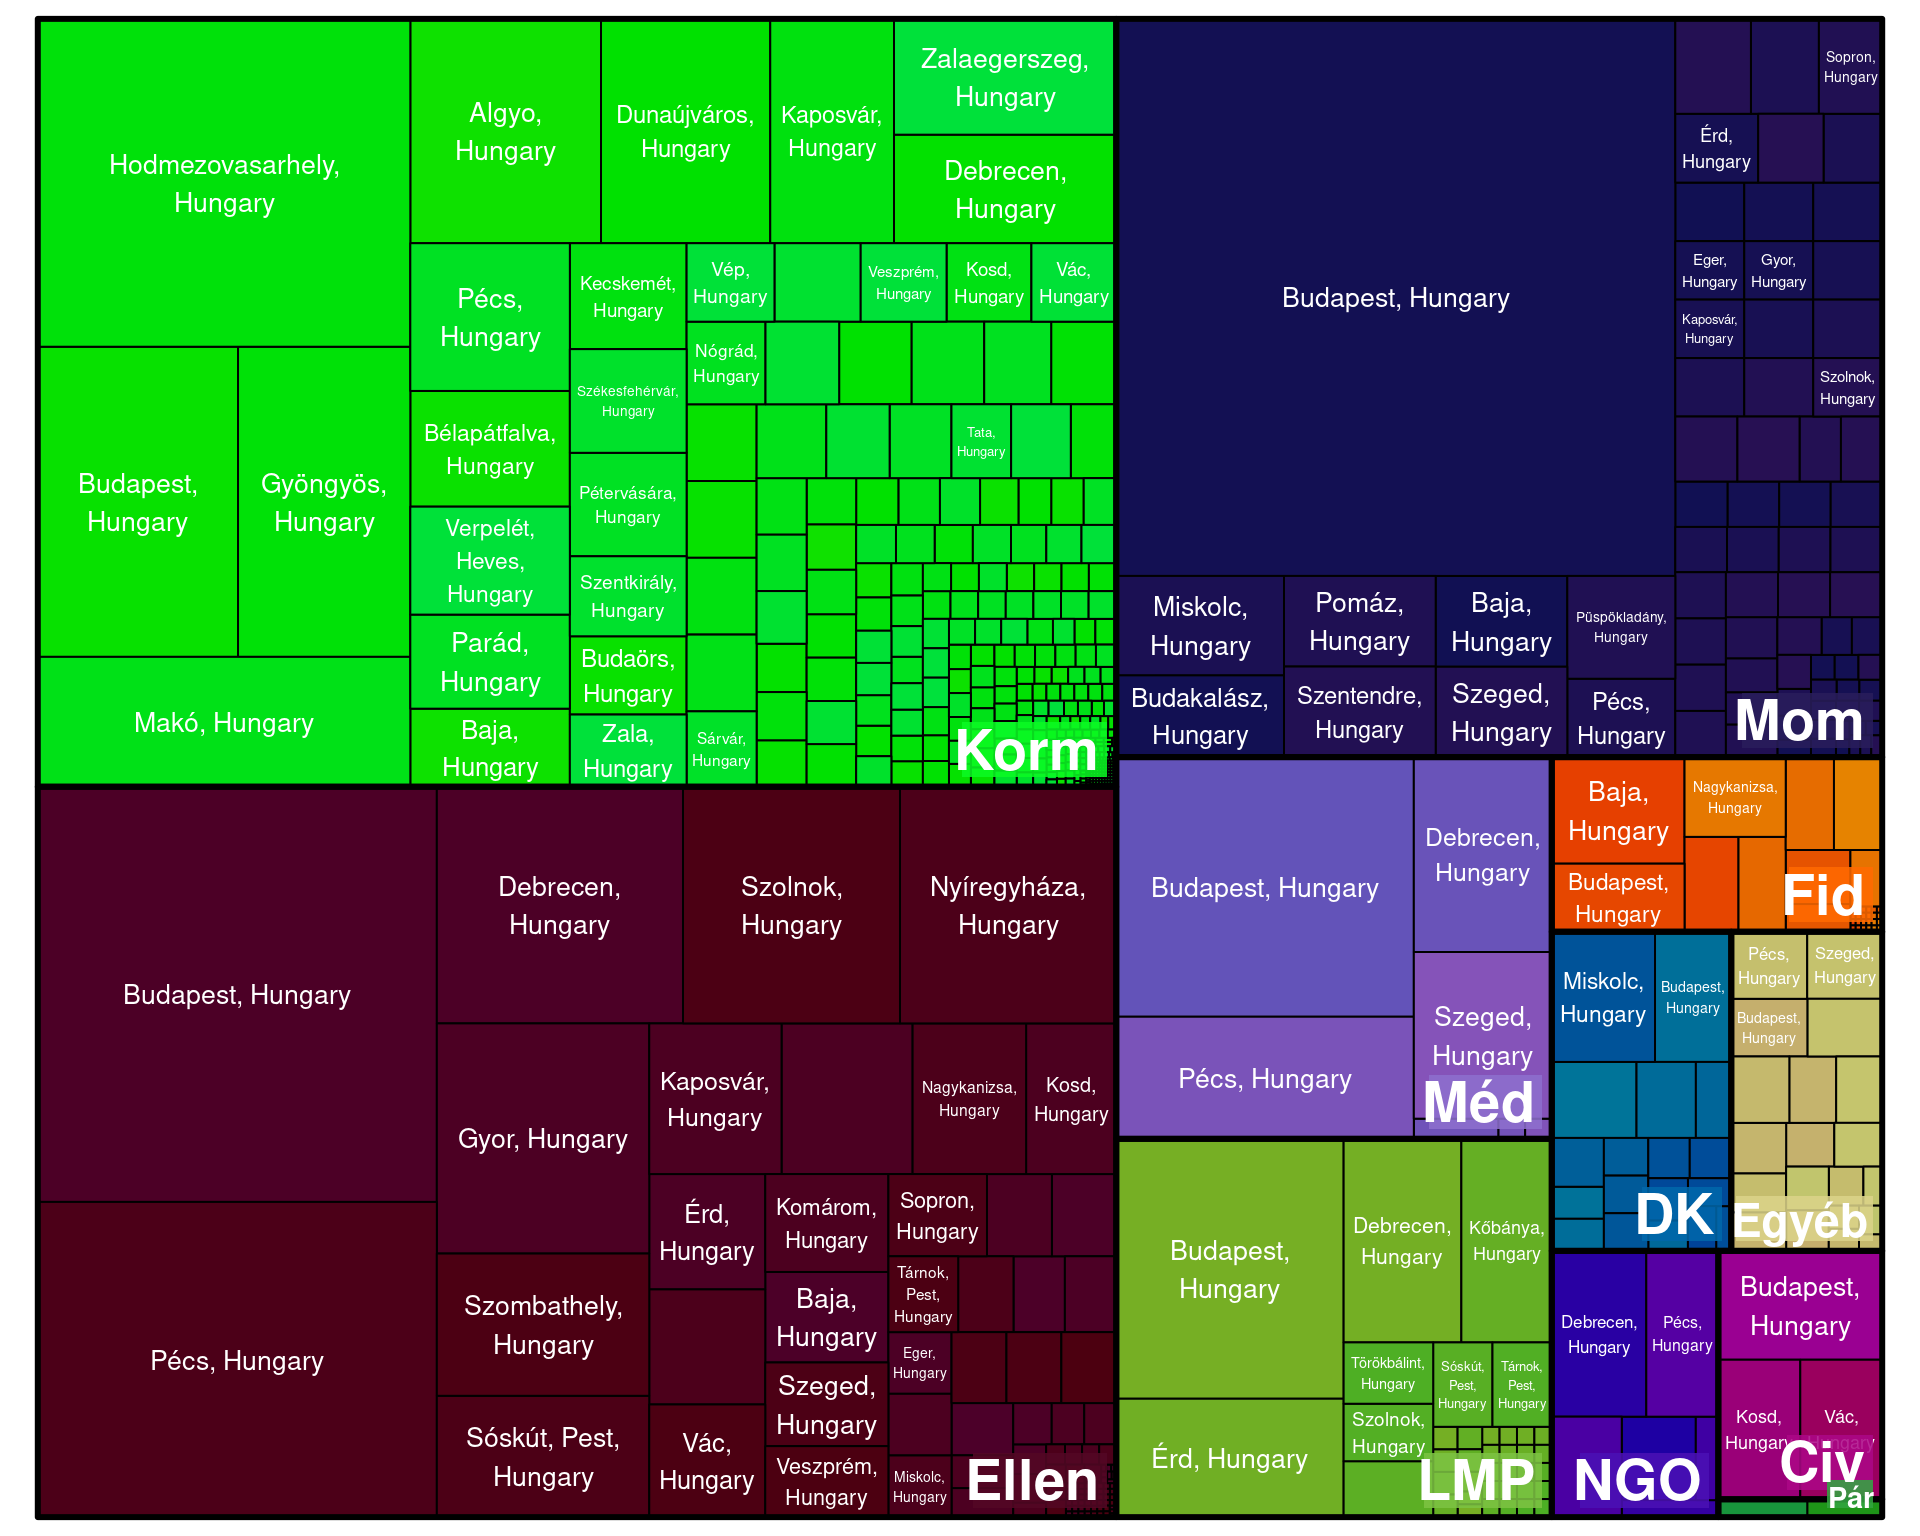 Hodmezovasarhely,
Hungary
Algyo,
Hungary
Dunaújváros,
Hungary
Kaposvár,
Hungary
Zalaegerszeg,
Hungary
Debrecen,
Hungary
Budapest,
Hungary
Gyöngyös,
Hungary
Makó, Hungary
Pécs,
Hungary
Bélapátfalva,
Hungary
Verpelét,
Heves,
Hungary
Parád,
Hungary
Baja,
Hungary
Kecskemét,
Hungary
Székesfehérvár,
Hungary
Pétervására,
Hungary
Szentkirály,
Hungary
Budaörs,
Hungary
Zala,
Hungary
Vép,
Hungary
Veszprém,
Hungary
Kosd,
Hungary
Vác,
Hungary
Nógrád,
Hungary
Tata,
Hungary
Sárvár,
Hungary
Korm
Budapest, Hungary
Sopron,
Hungary
Érd,
Hungary
Eger,
Hungary
Gyor,
Hungary
Kaposvár,
Hungary
Szolnok,
Hungary
Miskolc,
Hungary
Budakalász,
Hungary
Pomáz,
Hungary
Szentendre,
Hungary
Baja,
Hungary
Szeged,
Hungary
Püspökladány,
Hungary
Pécs,
Hungary
Mom
Budapest, Hungary
Pécs, Hungary
Debrecen,
Hungary
Szolnok,
Hungary
Nyíregyháza,
Hungary
Gyor, Hungary
Szombathely,
Hungary
Sóskút, Pest,
Hungary
Kaposvár,
Hungary
Nagykanizsa,
Hungary
Kosd,
Hungary
Érd,
Hungary
Vác,
Hungary
Komárom,
Hungary
Baja,
Hungary
Szeged,
Hungary
Veszprém,
Hungary
Sopron,
Hungary
Tárnok,
Pest,
Hungary
Eger,
Hungary
Miskolc,
Hungary
Ellen
Budapest, Hungary
Pécs, Hungary
Debrecen,
Hungary
Szeged,
Hungary
Méd
Budapest,
Hungary
Érd, Hungary
Debrecen,
Hungary
Kőbánya,
Hungary
Törökbálint,
Hungary
Szolnok,
Hungary
Sóskút,
Pest,
Hungary
Tárnok,
Pest,
Hungary
LMP
Baja,
Hungary
Budapest,
Hungary
Nagykanizsa,
Hungary
Fid
Miskolc,
Hungary
Budapest,
Hungary
DK
Pécs,
Hungary
Szeged,
Hungary
Budapest,
Hungary
Egyéb
Debrecen,
Hungary
Pécs,
Hungary
NGO
Budapest,
Hungary
Kosd,
Hungary
Vác,
Hungary
Civ
Pár